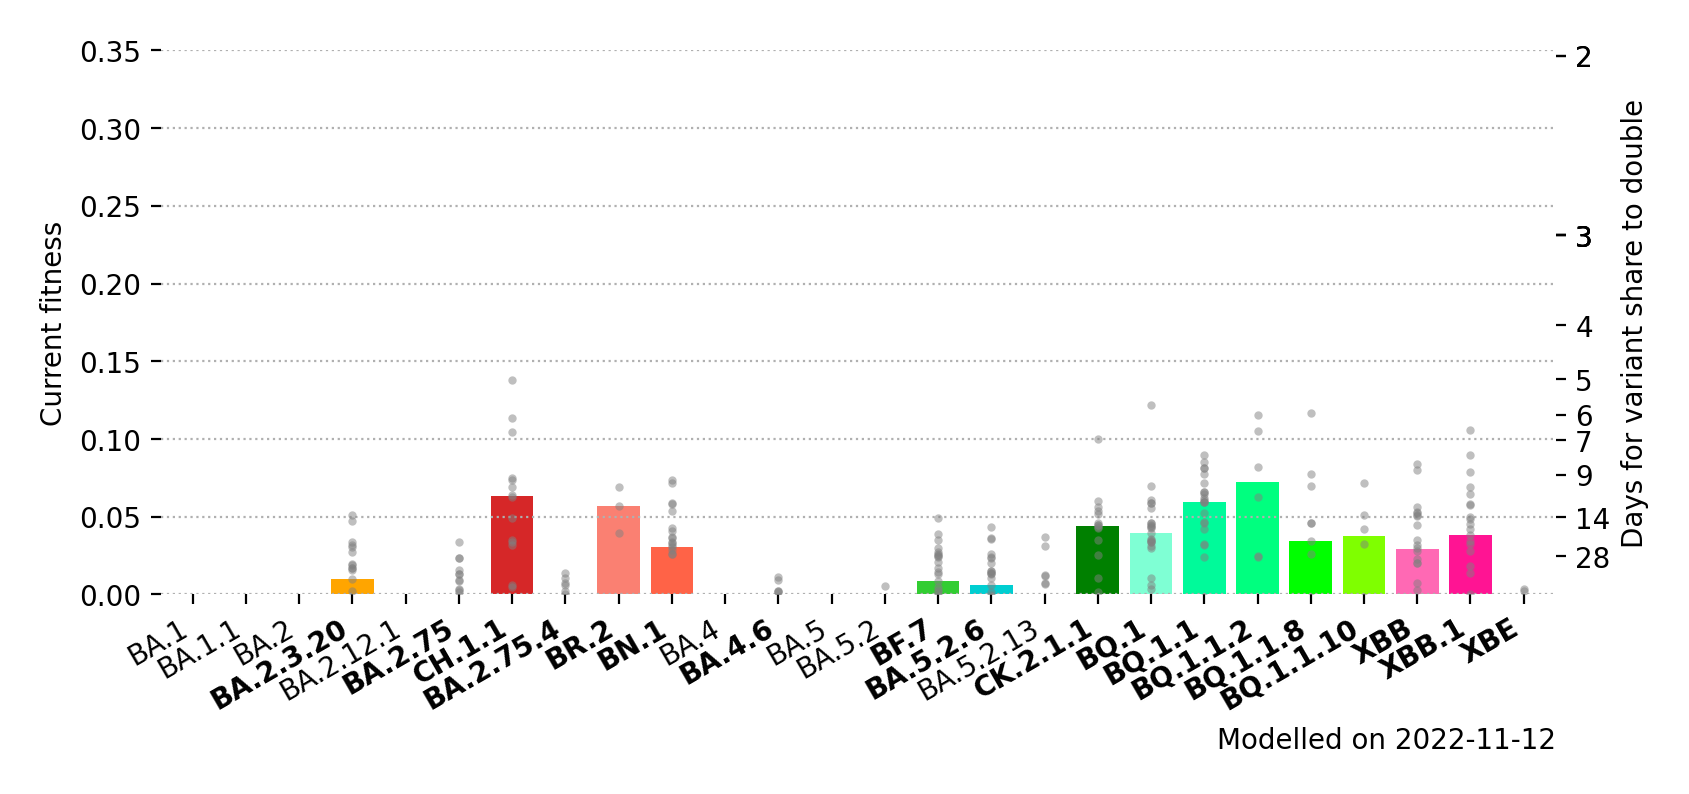 0.35
0.30
0.25
0.20
0.15
0.10
0.05
0.00
Current fitness
2
3
4
5
6
7
9
14
28
Days for variant share to double
BA.1
BA.1.1
BA.2
BA.2.3.20
BA.2.12.1
BA.2.75
CH.1.1
BA.2.75.4
BR.2
BN.1
BA.4
BA.4.6
BA.5
BA.5.2
BF.7
BA.5.2.6
BA.5.2.13
CK.2.1.1
BQ.1
BQ.1.1
BQ.1.1.2
BQ.1.1.8
BQ.1.1.10
XBB
XBB.1
XBE
Modelled on 2022-11-12